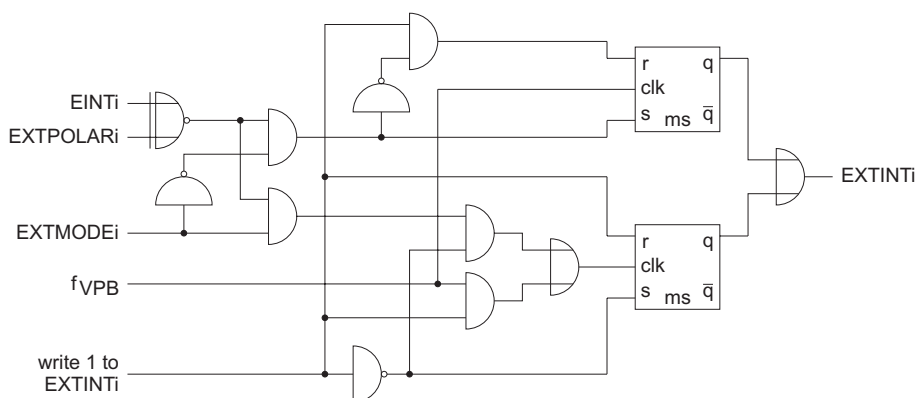 EINTi
EXTPOLARi
EXTMODEi
fVPB
write 1 to
EXTINTi
r q
clk
s ms q̅
r q
clk
s ms q̅
EXTINTi